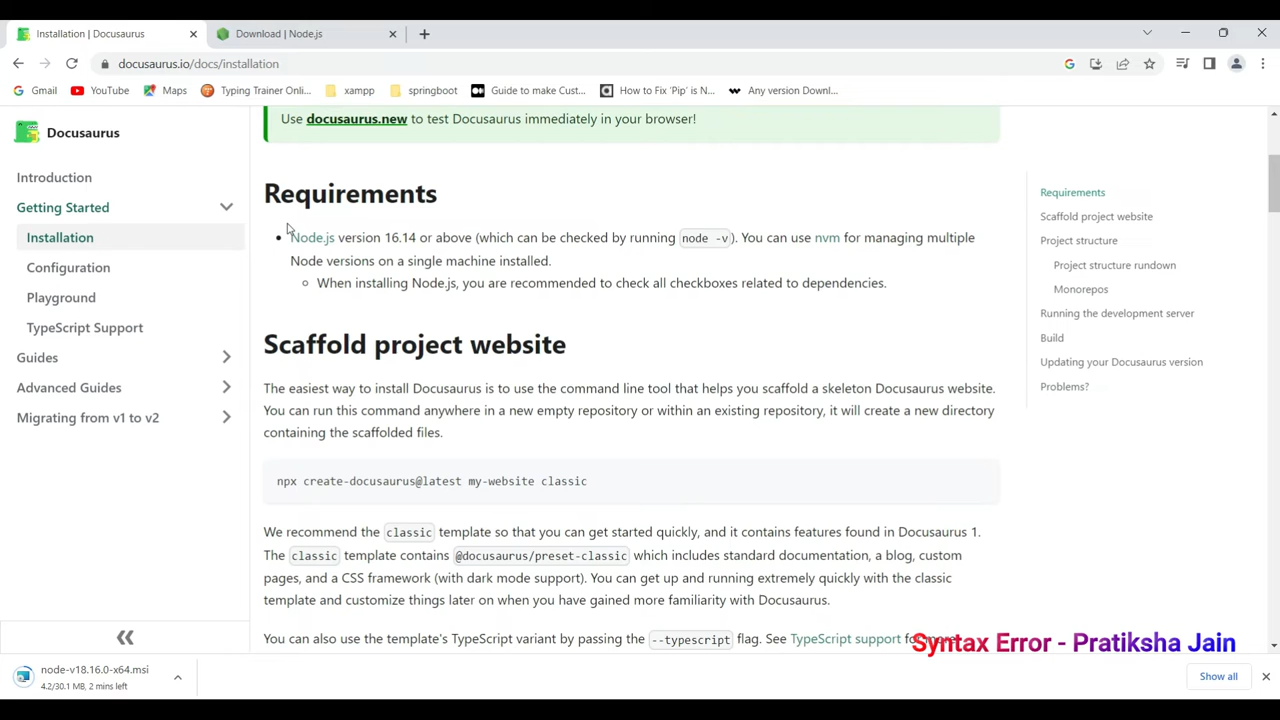 Installation | Docusaurus
Download | Node.js
docusaurus.io/docs/installation
Gmail
YouTube
Maps
Typing Trainer Onli...
xampp
springboot
Guide to make Cust...
How to Fix 'Pip' is N...
Any version Downl...
Docusaurus
Introduction
Getting Started
Installation
Configuration
Playground
TypeScript Support
Guides
Advanced Guides
Migrating from v1 to v2
Use docusaurus.new to test Docusaurus immediately in your browser!
Requirements
• Node.js version 16.14 or above (which can be checked by running node -v). You can use nvm for managing multiple
Node versions on a single machine installed.
When installing Node.js, you are recommended to check all checkboxes related to dependencies.
Scaffold project website
The easiest way to install Docusaurus is to use the command line tool that helps you scaffold a skeleton Docusaurus website.
You can run this command anywhere in a new empty repository or within an existing repository, it will create a new directory
containing the scaffolded files.
npx create-docusaurus@latest my-website classic
We recommend the classic template so that you can get started quickly, and it contains features found in Docusaurus 1.
The classic template contains @docusaurus/preset-classic which includes standard documentation, a blog, custom
pages, and a CSS framework (with dark mode support). You can get up and running extremely quickly with the classic
template and customize things later on when you have gained more familiarity with Docusaurus.
You can also use the template's TypeScript variant by passing the --typescript flag. See TypeScript support for more
Requirements
Scaffold project website
Project structure
Project structure rundown
Monorepos
Running the development server
Build
Updating your Docusaurus version
Problems?
Syntax Error - Pratiksha Jain
node-v18.16.0-x64.msi
4.2/30.1 MB, 2 mins left
Show all